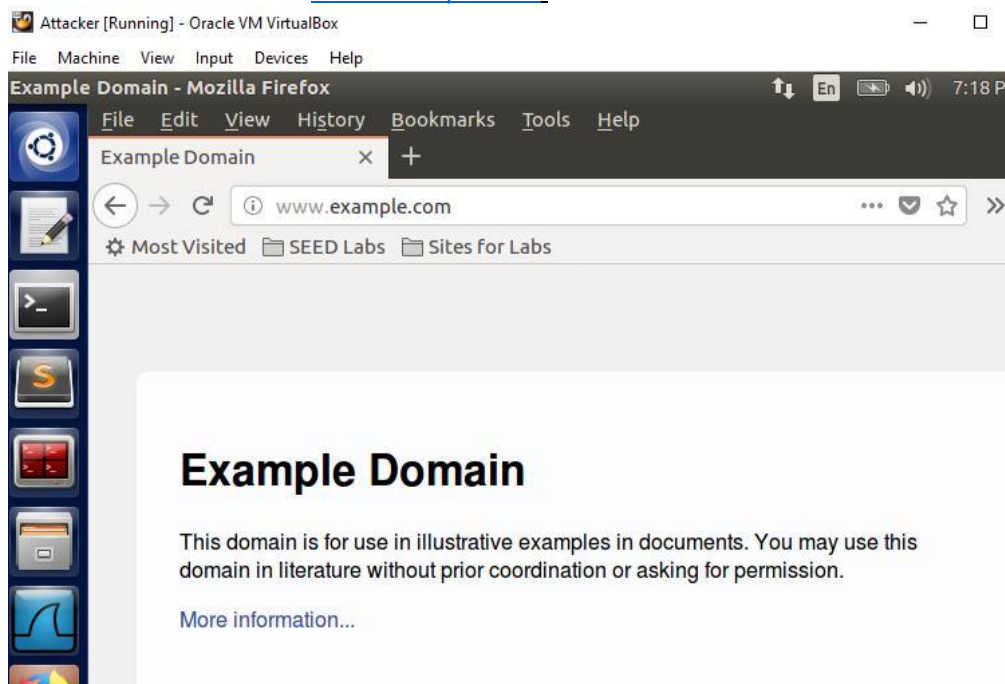 Attacker [Running] - Oracle VM VirtualBox
File Machine View Input Devices Help
Example Domain - Mozilla Firefox En 7:18 P
File Edit View History Bookmarks Tools Help
Example Domain × +
www.example.com
Most Visited SEED Labs Sites for Labs
>_
S
Example Domain
This domain is for use in illustrative examples in documents. You may use this
domain in literature without prior coordination or asking for permission.
More information...